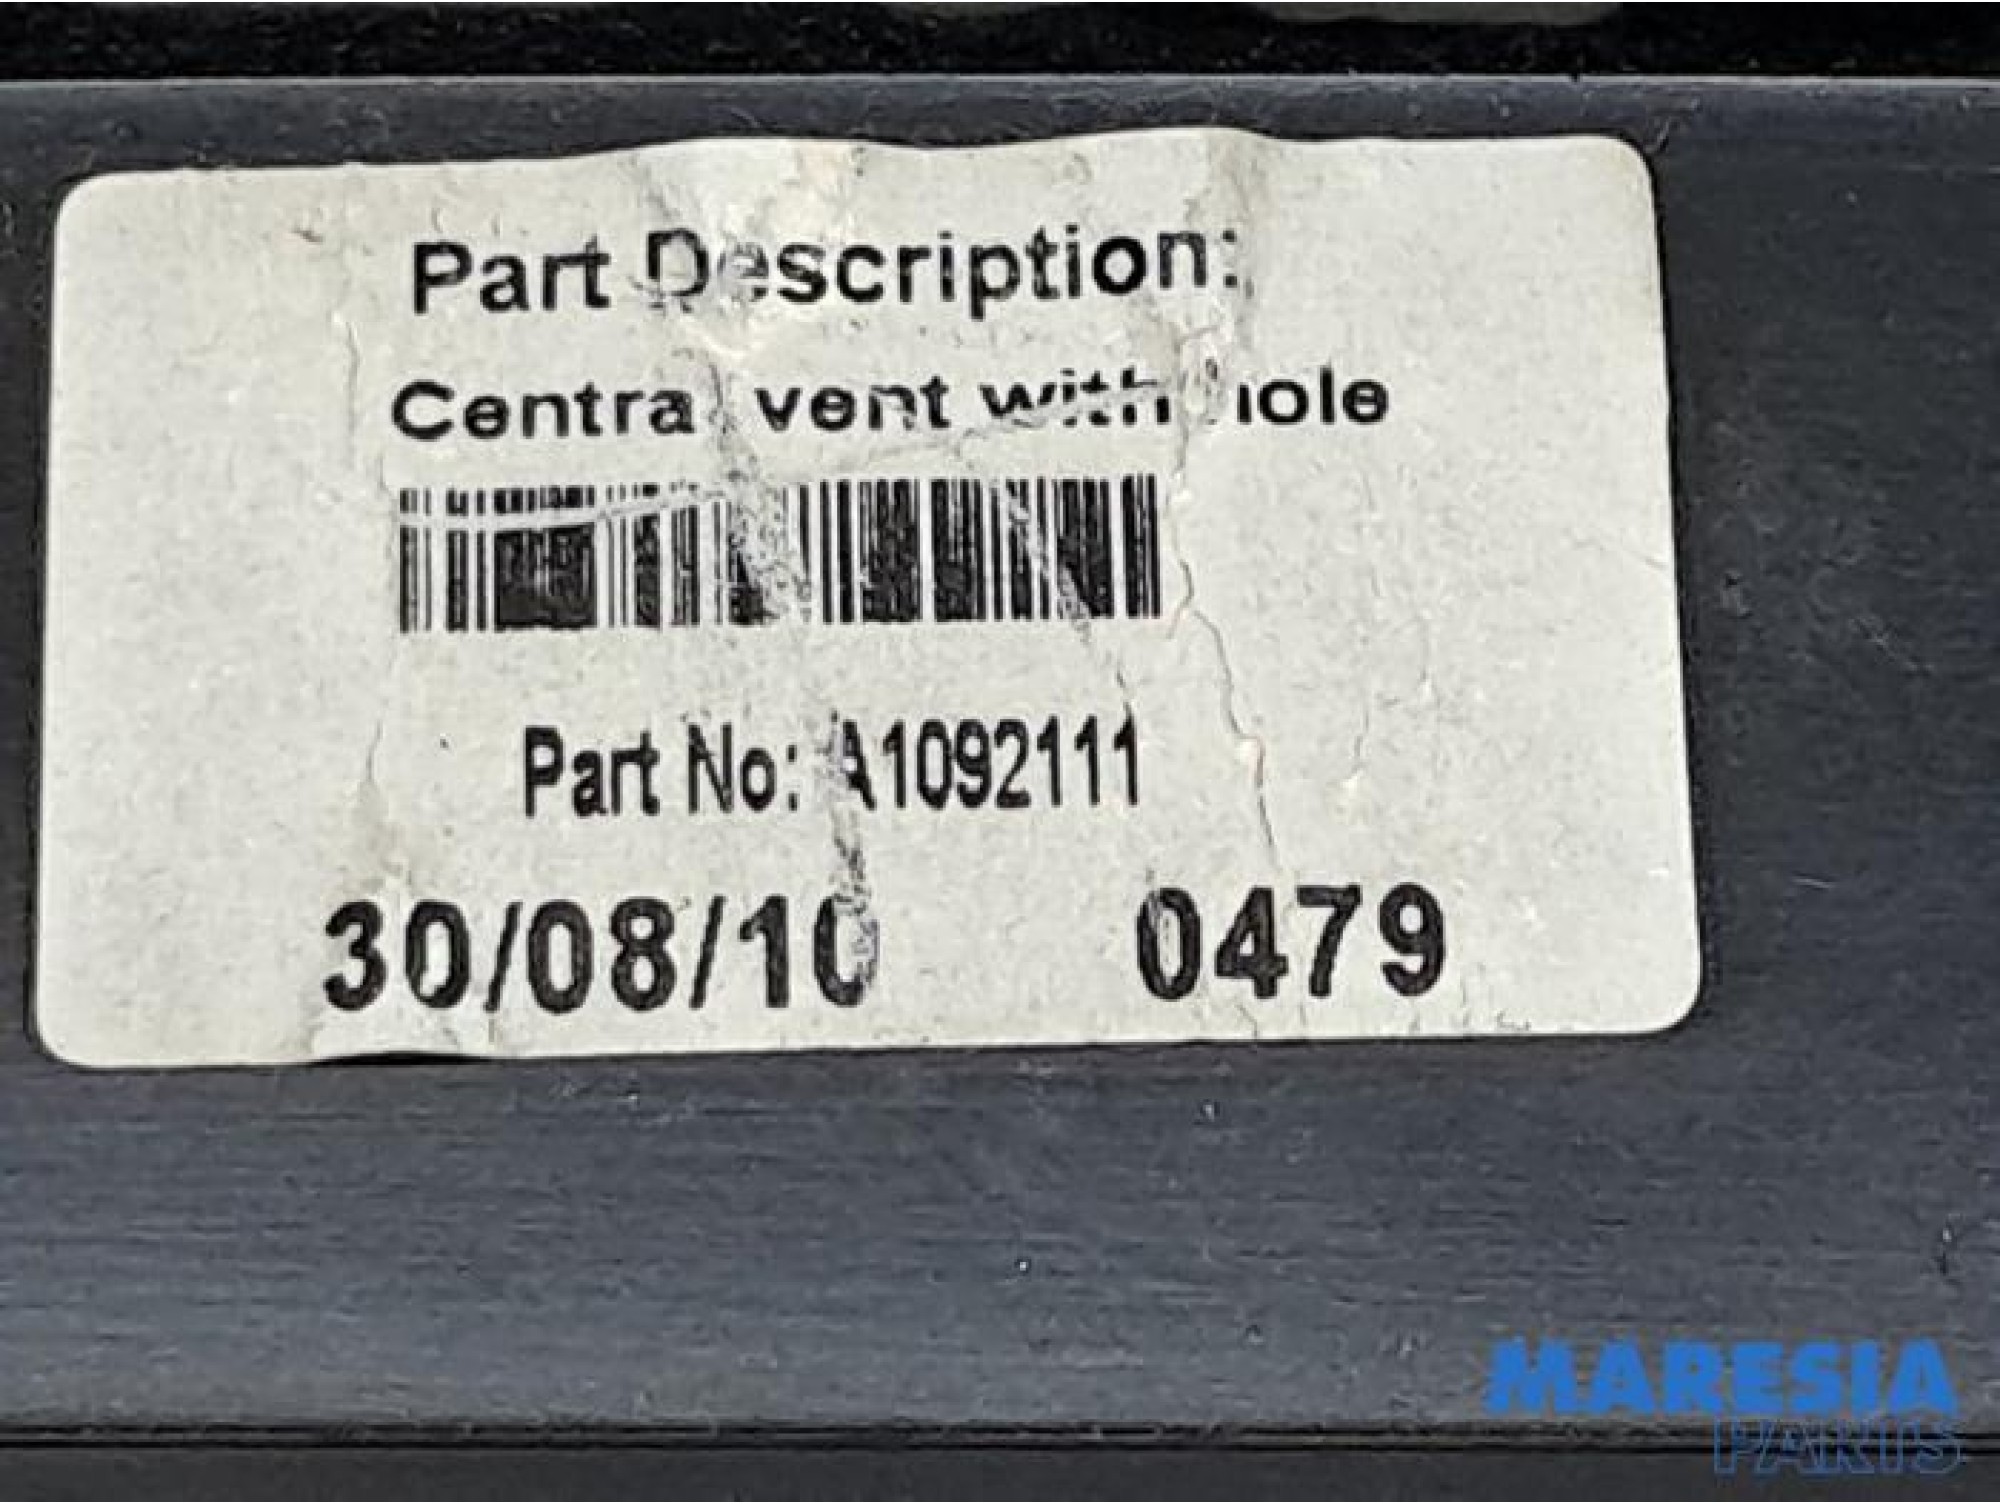 Part Description:
Central vent with hole
Part No: A1092111
30/08/10 0479
MARESIA
PARTS